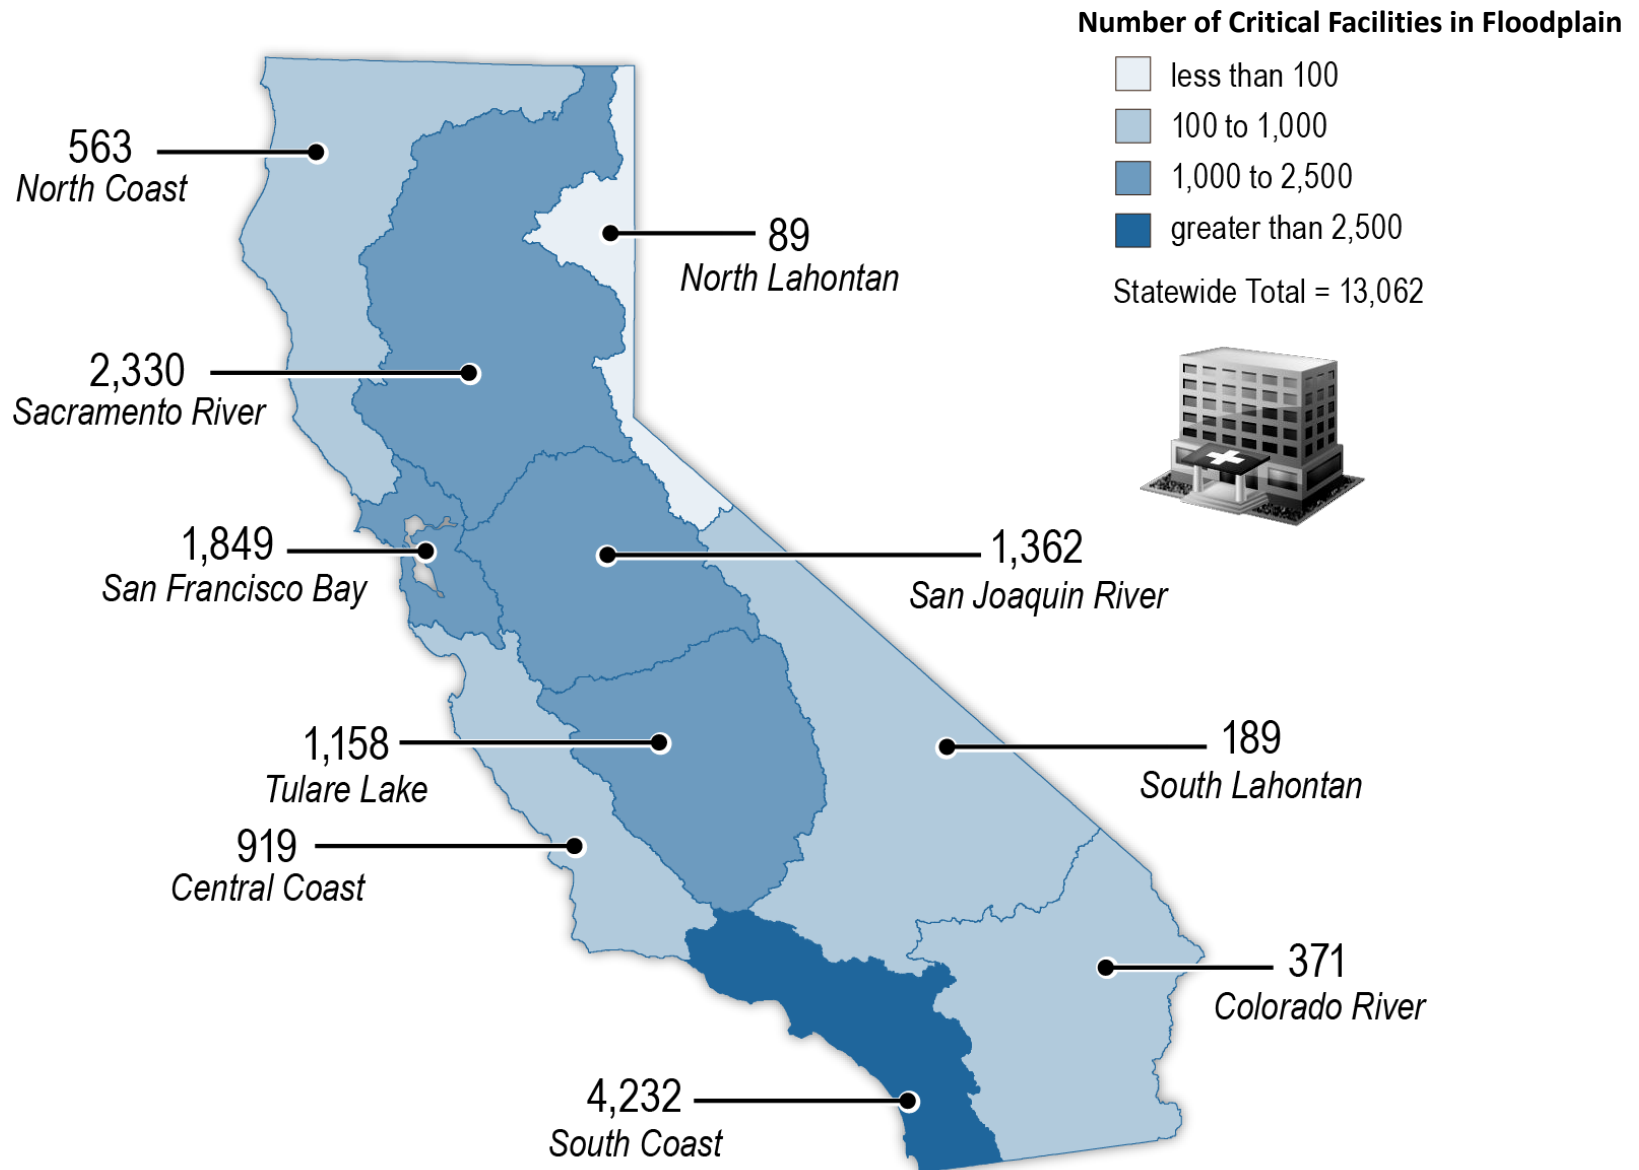 Number of Critical Facilities in Floodplain
less than 100
100 to 1,000
1,000 to 2,500
greater than 2,500
Statewide Total = 13,062
563
North Coast
89
North Lahontan
2,330
Sacramento River
1,849
San Francisco Bay
1,362
San Joaquin River
1,158
Tulare Lake
189
South Lahontan
919
Central Coast
371
Colorado River
4,232
South Coast